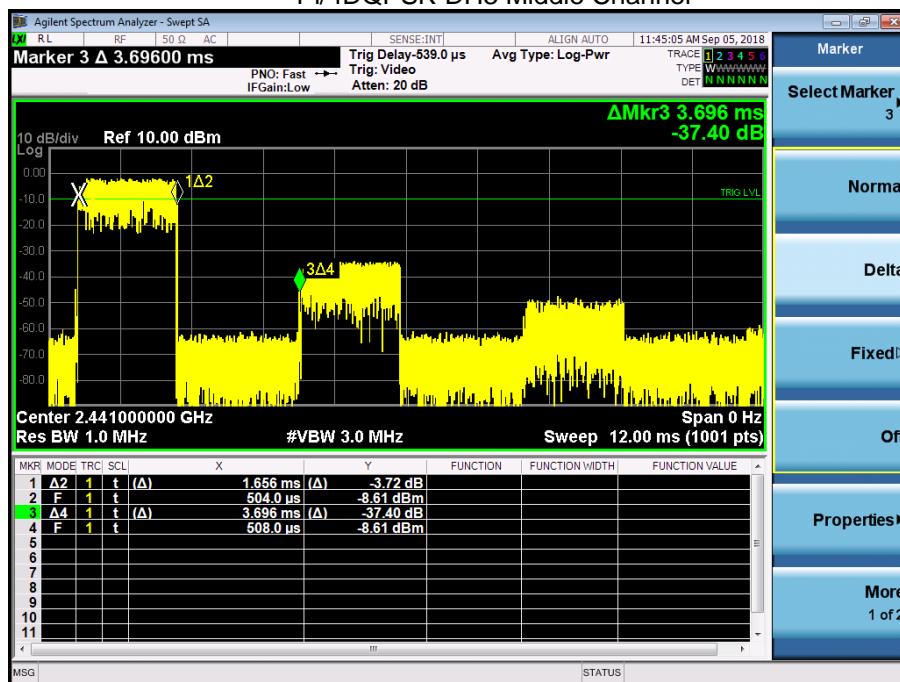 Agilent Spectrum Analyzer - Swept SA
LXI RL RF 50 Ω AC SENSE:INT ALIGN AUTO 11:45:05 AM Sep 05, 2018
Marker 3 Δ 3.69600 ms
PNO: Fast
IFGain:Low
Trig Delay-539.0 µs
Trig: Video
Atten: 20 dB
Avg Type: Log-Pwr
TRACE 1 2 3 4 5 6
TYPE WWWWWWW
DET N N N N N N
ΔMkr3 3.696 ms
-37.40 dB
10 dB/div Ref 10.00 dBm
Log
0.00
-10.0
-20.0
-30.0
-40.0
-50.0
-60.0
-70.0
-80.0
1Δ2
TRIG LVL
3Δ4
Center 2.441000000 GHz Span 0 Hz
Res BW 1.0 MHz #VBW 3.0 MHz Sweep 12.00 ms (1001 pts)
MKR MODE TRC SCL X Y FUNCTION FUNCTION WIDTH FUNCTION VALUE
1 Δ2 1 t (Δ) 1.656 ms (Δ) -3.72 dB
2 F 1 t 504.0 µs -8.61 dBm
3 Δ4 1 t (Δ) 3.696 ms (Δ) -37.40 dB
4 F 1 t 508.0 µs -8.61 dBm
5
6
7
8
9
10
11
MSG STATUS
Marker
Select Marker
3
Norma
Delta
Fixed
Of
Properties
More
1 of 2